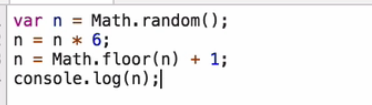 var n = Math.random();
n = n * 6;
n = Math.floor(n) + 1;
console.log(n);